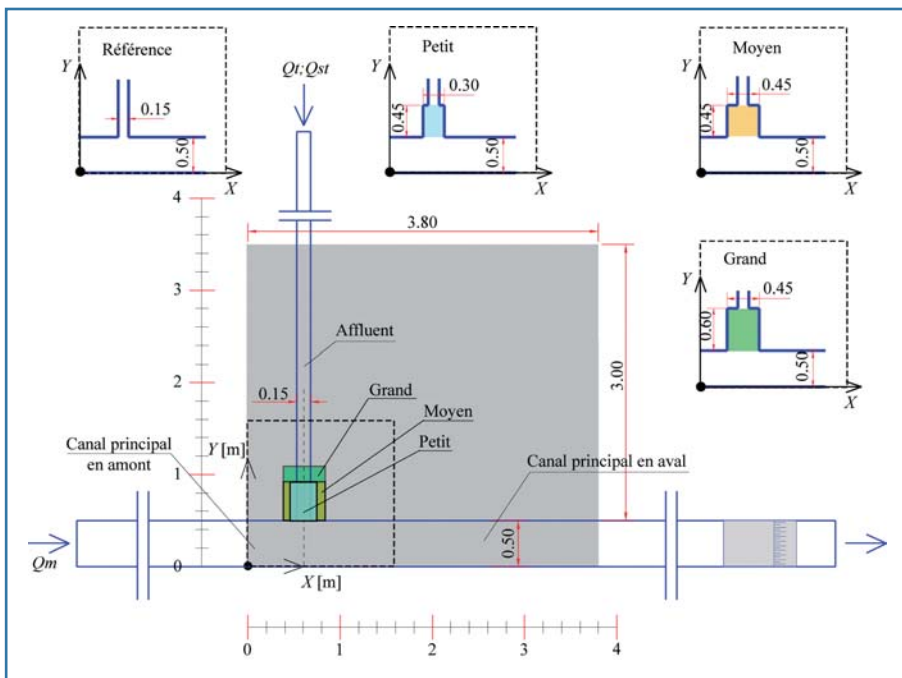 Référence
Y
0.15
0.50
X
Qt;Qst
Petit
Y
0.30
0.45
0.50
X
Moyen
Y
0.45
0.45
0.50
X
Grand
Y
0.45
0.60
0.50
X
4
3
2
1
0
3.80
3.00
Affluent
0.15
Grand
Moyen
Petit
Canal principal
en amont
Y [m]
Canal principal en aval
0.50
Qm
X [m]
0 1 2 3 4